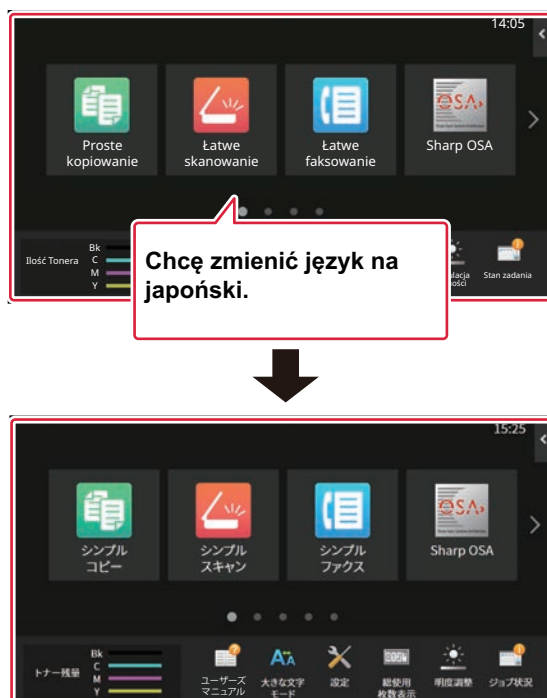 14:05
Proste
kopiowanie
Łatwe
skanowanie
Łatwe
faksowanie
OSA
Sharp OSA
Ilość Tonera
Bk
C
M
Y
Stan zadania
Chcę zmienić język na
japoński.
15:25
シンプル
コピー
シンプル
スキャン
シンプル
ファクス
OSA
Sharp OSA
トナー残量
Bk
C
M
Y
ユーザーズ
マニュアル
大きな文字
モード
設定
総使用
枚数表示
明度調整
ジョブ状況